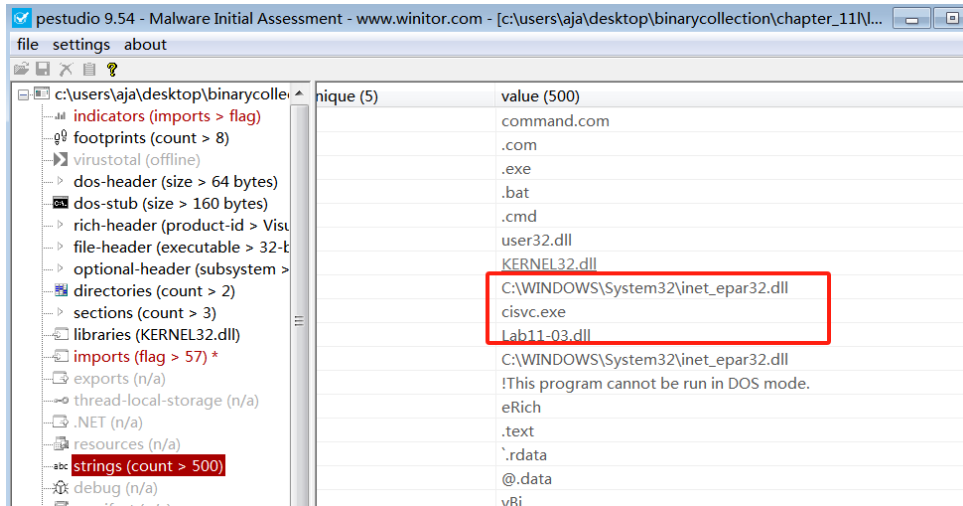 pestudio 9.54 - Malware Initial Assessment - www.winitor.com - [c:\users\aja\desktop\binarycollection\chapter_11l\l...
file settings about
c:\users\aja\desktop\binarycolle
indicators (imports > flag)
footprints (count > 8)
virustotal (offline)
dos-header (size > 64 bytes)
dos-stub (size > 160 bytes)
rich-header (product-id > Visu
file-header (executable > 32-b
optional-header (subsystem >
directories (count > 2)
sections (count > 3)
libraries (KERNEL32.dll)
imports (flag > 57) *
exports (n/a)
thread-local-storage (n/a)
.NET (n/a)
resources (n/a)
abc strings (count > 500)
debug (n/a)
nique (5) value (500)
command.com
.com
.exe
.bat
.cmd
user32.dll
KERNEL32.dll
C:\WINDOWS\System32\inet_epar32.dll
cisvc.exe
Lab11-03.dll
C:\WINDOWS\System32\inet_epar32.dll
!This program cannot be run in DOS mode.
eRich
.text
`.rdata
@.data